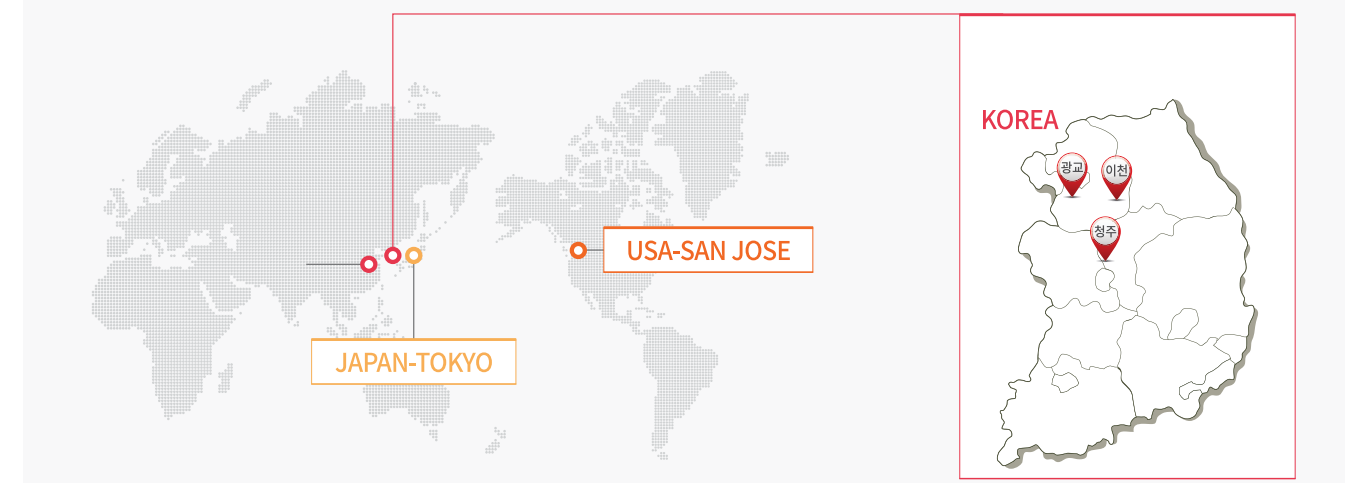 KOREA
광교
이천
청주
USA-SAN JOSE
JAPAN-TOKYO